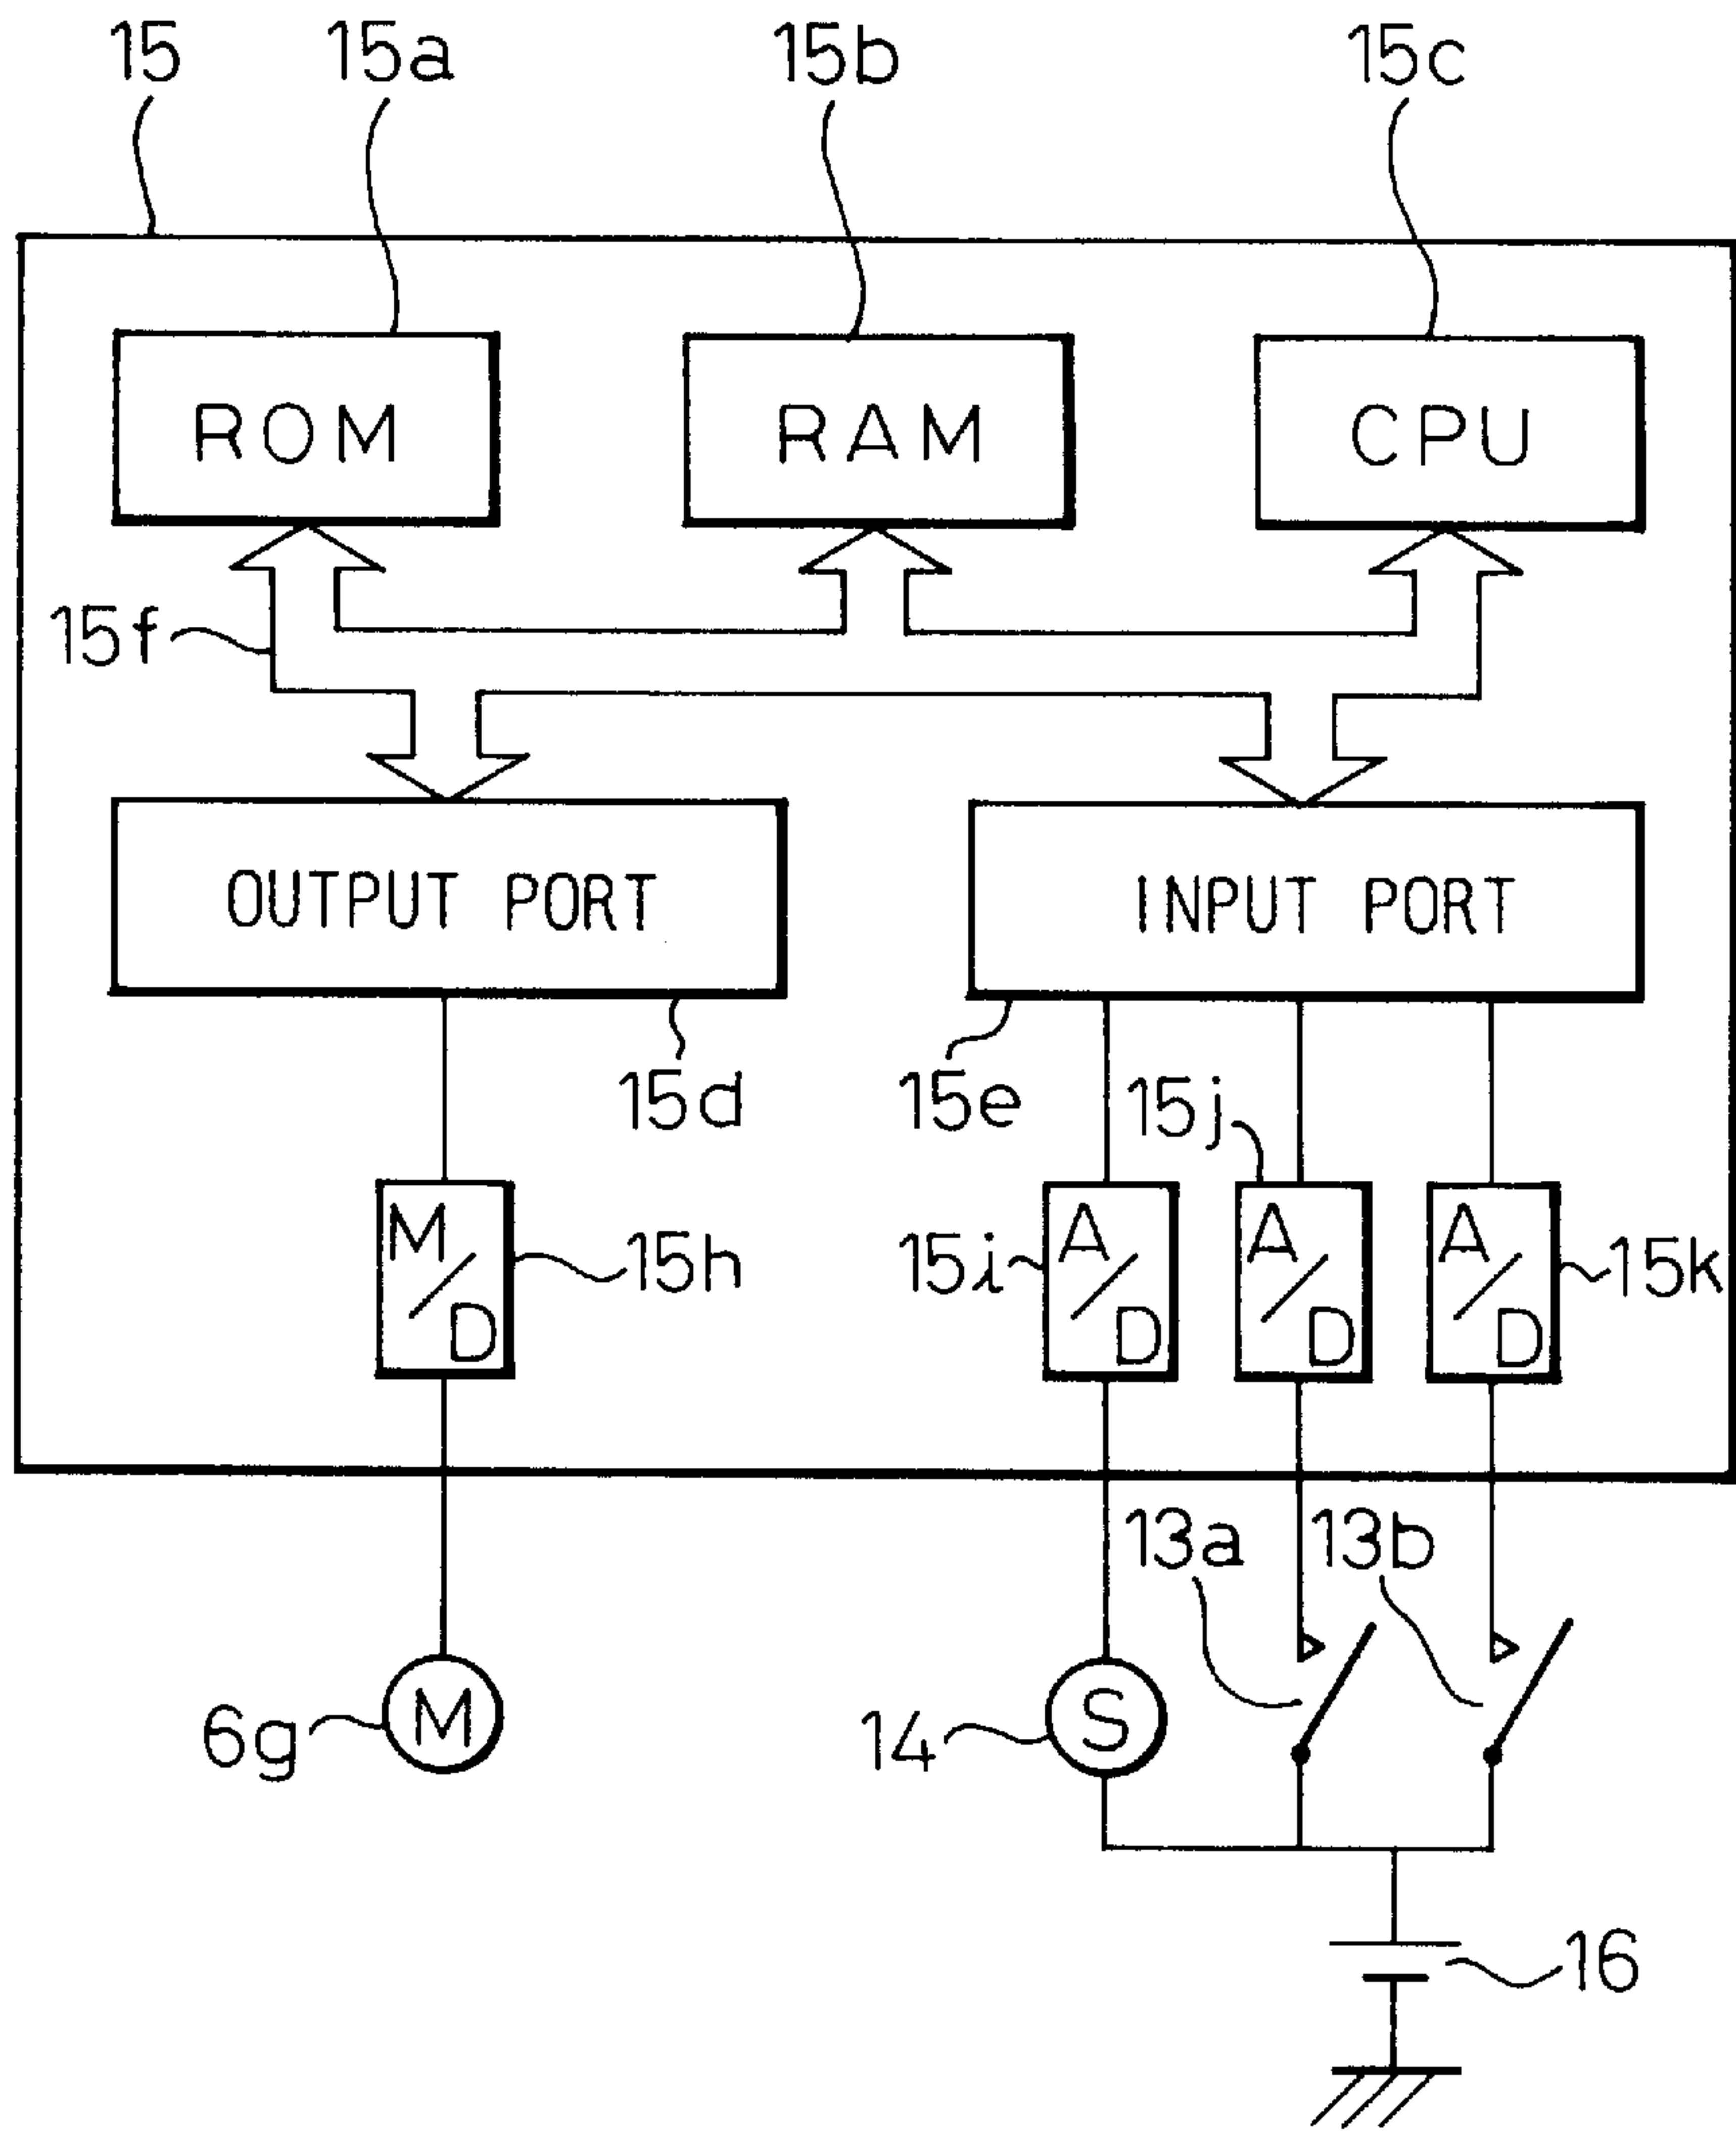 15 15a 15b 15c
ROM RAM CPU
15f
OUTPUT PORT INPUT PORT
15d 15e 15j
M/D 15h 15i A/D A/D A/D 15k
13a 13b
6g M 14 S
16